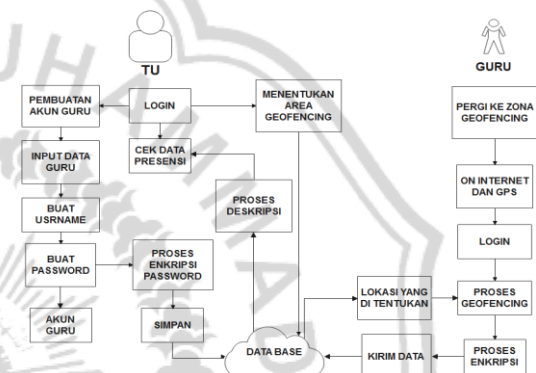 TU
GURU
PEMBUATAN
AKUN GURU
LOGIN
MENENTUKAN
AREA
GEOFENCING
PERGI KE ZONA
GEOFENCING
INPUT DATA
GURU
CEK DATA
PRESENSI
ON INTERNET
DAN GPS
BUAT
USRNAME
PROSES
DESKRIPSI
LOGIN
BUAT
PASSWORD
PROSES
ENKRIPSI
PASSWORD
LOKASI YANG
DI TENTUKAN
PROSES
GEOFENCING
AKUN
GURU
SIMPAN
DATA BASE
KIRIM DATA
PROSES
ENKRIPSI
UHAMMAD